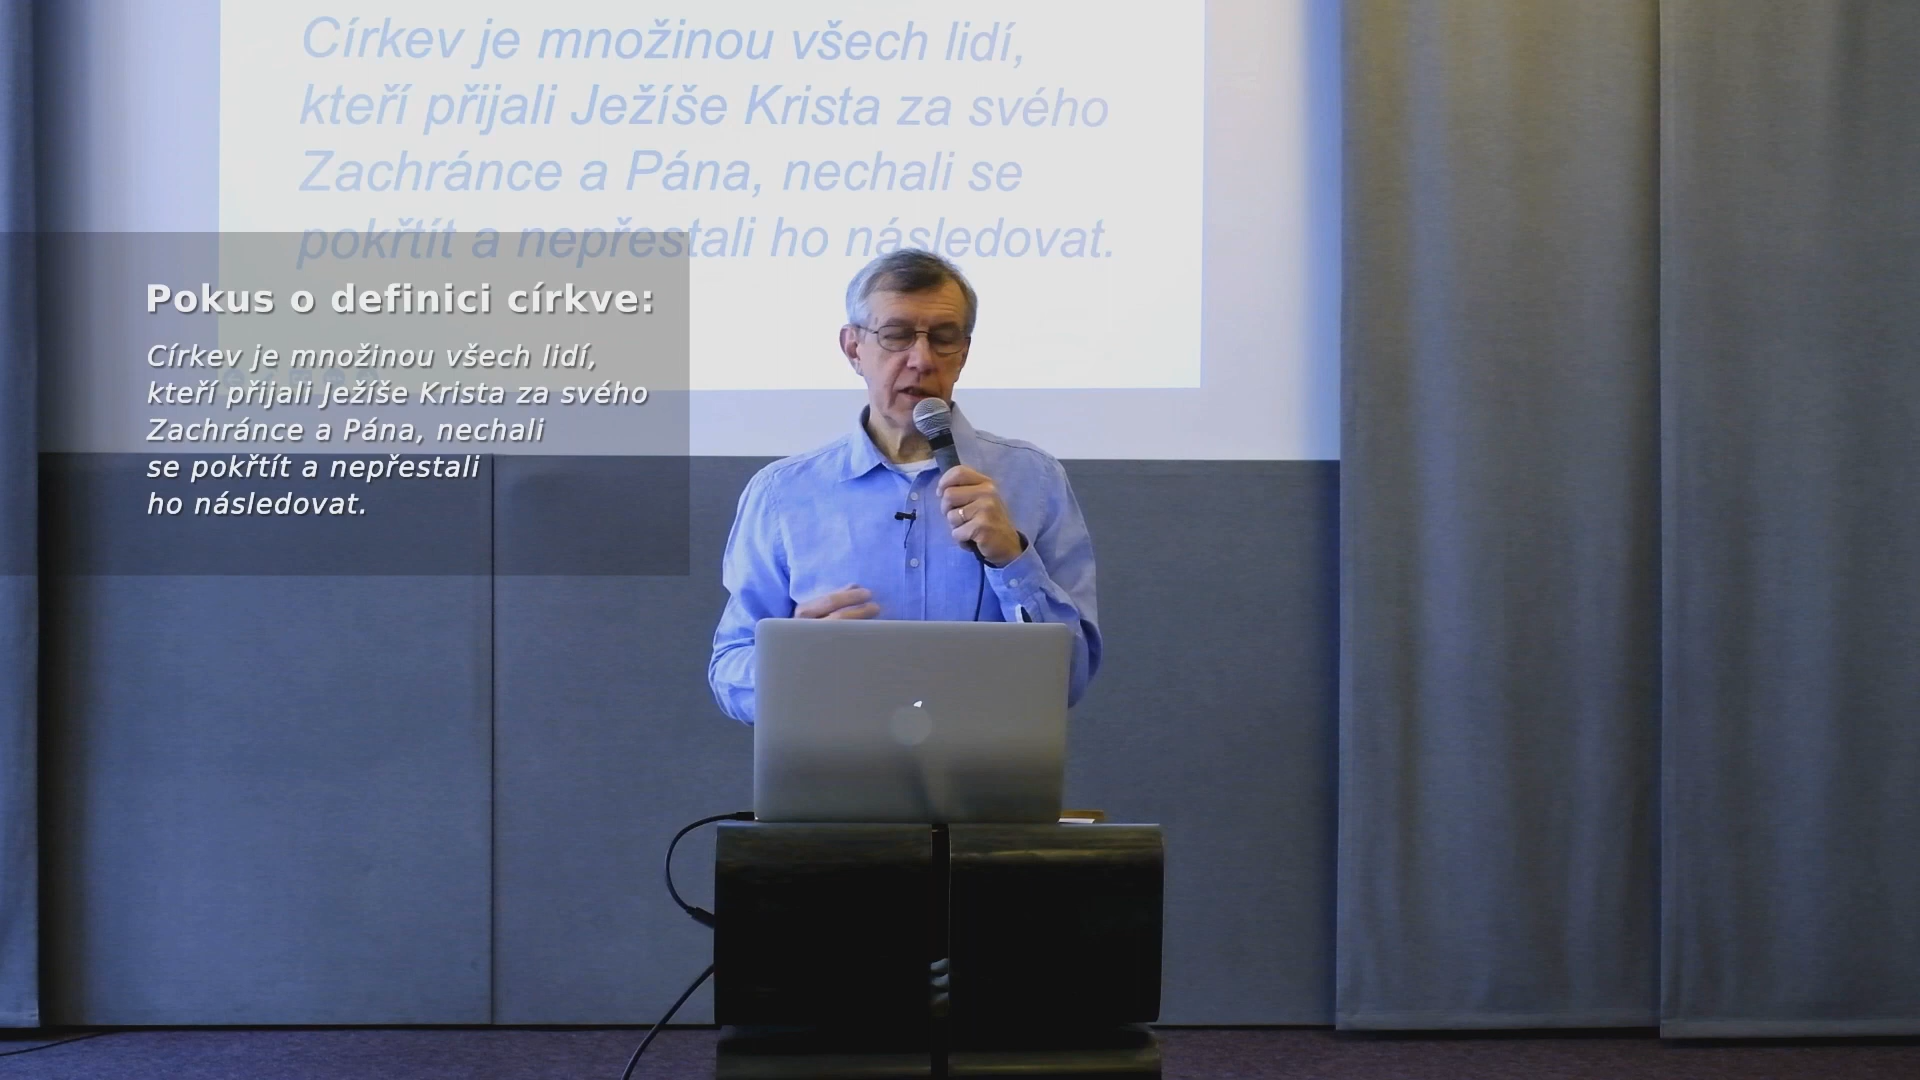 Církev je množinou všech lidí,
kteří přijali Ježíše Krista za svého
Zachránce a Pána, nechali se
pokřtít a nepřestali ho následovat.
Pokus o definici církve:
Církev je množinou všech lidí,
kteří přijali Ježíše Krista za svého
Zachránce a Pána, nechali
se pokřtít a nepřestali
ho následovat.